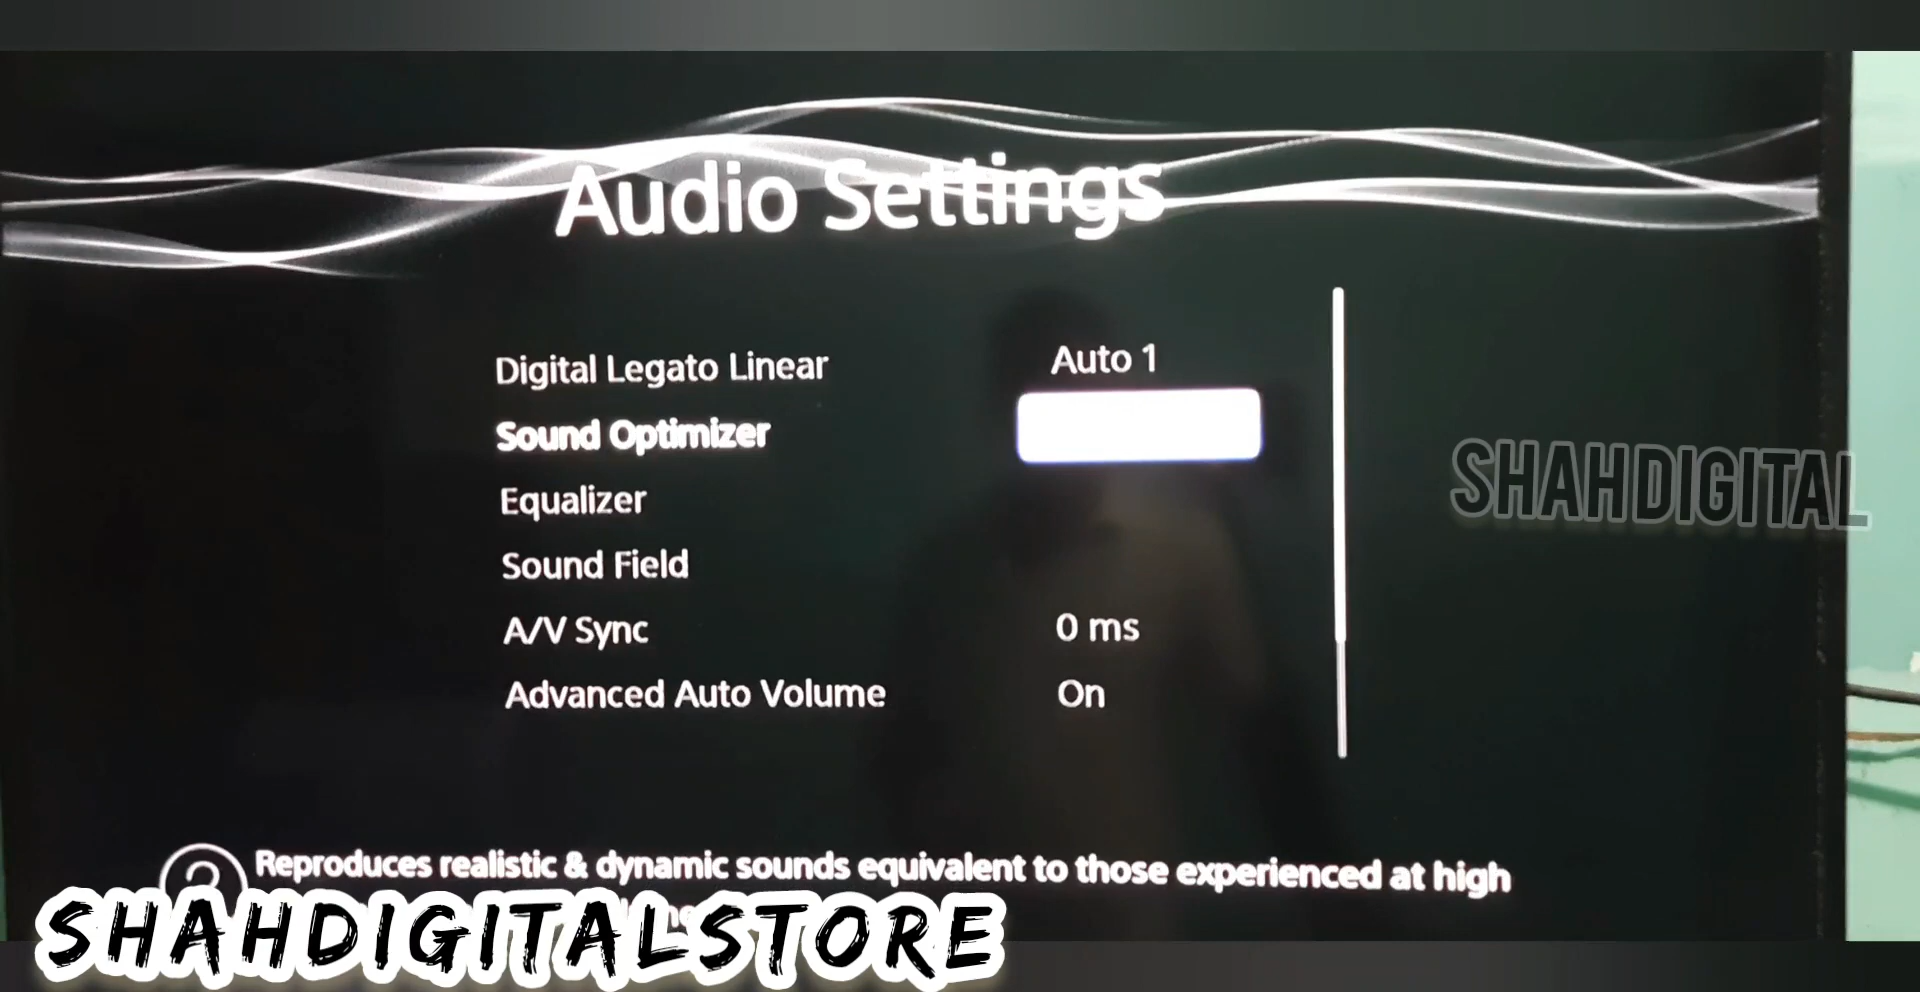 Audio Settings
Digital Legato Linear Auto 1
Sound Optimizer
Equalizer
Sound Field
A/V Sync 0 ms
Advanced Auto Volume On
SHAHDIGITAL
Reproduces realistic & dynamic sounds equivalent to those experienced at high
SHAHDIGITALSTORE